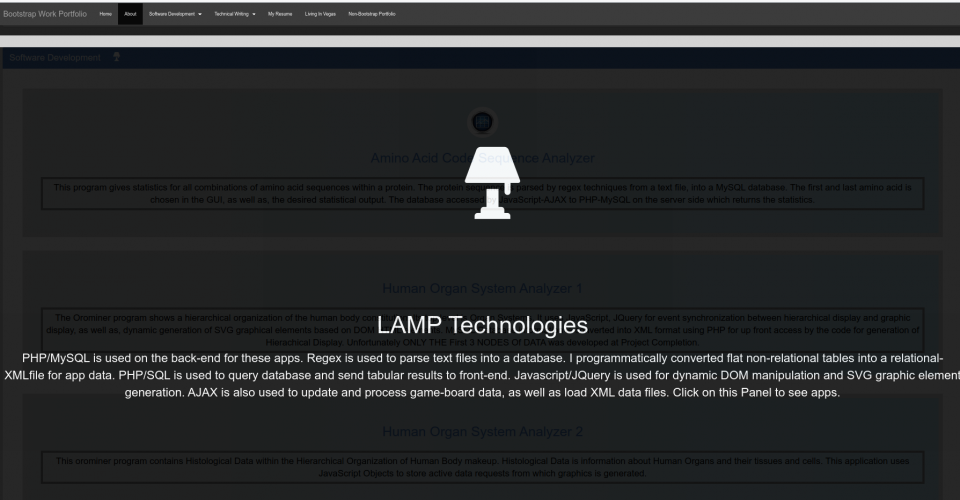 Bootstrap Work Portfolio Home About Software Development Technical Writing My Resume Living In Vegas Non-Bootstrap Portfolio
Software Development
Amino Acid Code Sequence Analyzer
This program gives statistics for all combinations of amino acid sequences within a protein. The protein sequence is parsed by regex techniques from a text file, into a MySQL database. The first and last amino acid is
chosen in the GUI, as well as, the desired statistical output. The database accessed by JavaScript-AJAX to PHP-MySQL on the server side which returns the statistics.
Human Organ System Analyzer 1
The Orominer program shows a hierarchical organization of the human body JavaScript, JQuery for event synchronization between hierarchical display and graphic
LAMP Technologies
display, as well as, dynamic generation of SVG graphical elements based on DOM converted into XML format using PHP for up front access by the code for generation of
Hierachical Display. Unfortunately ONLY THE First 3 NODES Of DATA was developed at Project Completion.
PHP/MySQL is used on the back-end for these apps. Regex is used to parse text files into a database. I programmatically converted flat non-relational tables into a relational-
XMLfile for app data. PHP/SQL is used to query database and send tabular results to front-end. Javascript/JQuery is used for dynamic DOM manipulation and SVG graphic element
generation. AJAX is also used to update and process game-board data, as well as load XML data files. Click on this Panel to see apps.
Human Organ System Analyzer 2
This orominer program contains Histological Data within the Hierarchical Organization of Human Body makeup. Histological Data is information about Human Organs and their tissues and cells. This application uses
JavaScript Objects to store active data requests from which graphics is generated.